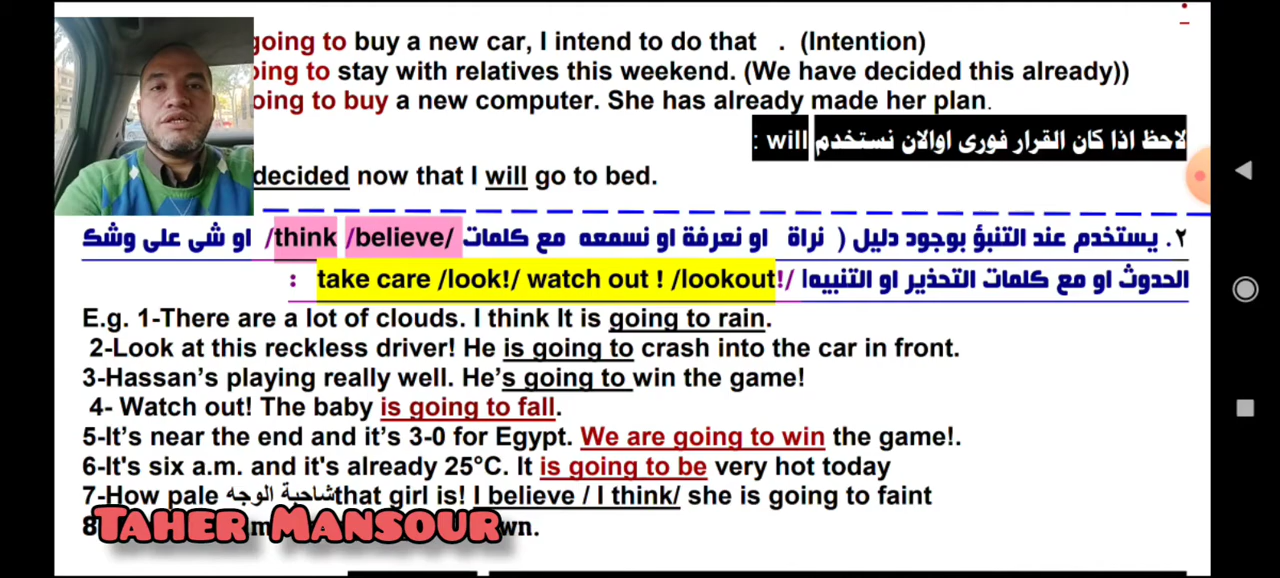 going to buy a new car, I intend to do that . (Intention)
oing to stay with relatives this weekend. (We have decided this already))
oing to buy a new computer. She has already made her plan.
لاحظ اذا كان القرار فورى اوالان نستخدم will :
decided now that I will go to bed.
٢. يستخدم عند التنبؤ بوجود دليل ( نراة او نعرفة او نسمعه مع كلمات /believe/ think/ او شى على وشك
الحدوث او مع كلمات التحذير او التنبيه/ take care /look!/ watch out ! /lookout! :
E.g. 1-There are a lot of clouds. I think It is going to rain.
2-Look at this reckless driver! He is going to crash into the car in front.
3-Hassan's playing really well. He's going to win the game!
4- Watch out! The baby is going to fall.
5-It's near the end and it's 3-0 for Egypt. We are going to win the game!.
6-It's six a.m. and it's already 25°C. It is going to be very hot today
7-How pale شاحبة الوجه that girl is! I believe / I think/ she is going to faint
8
wn.
TAHER MANSOUR